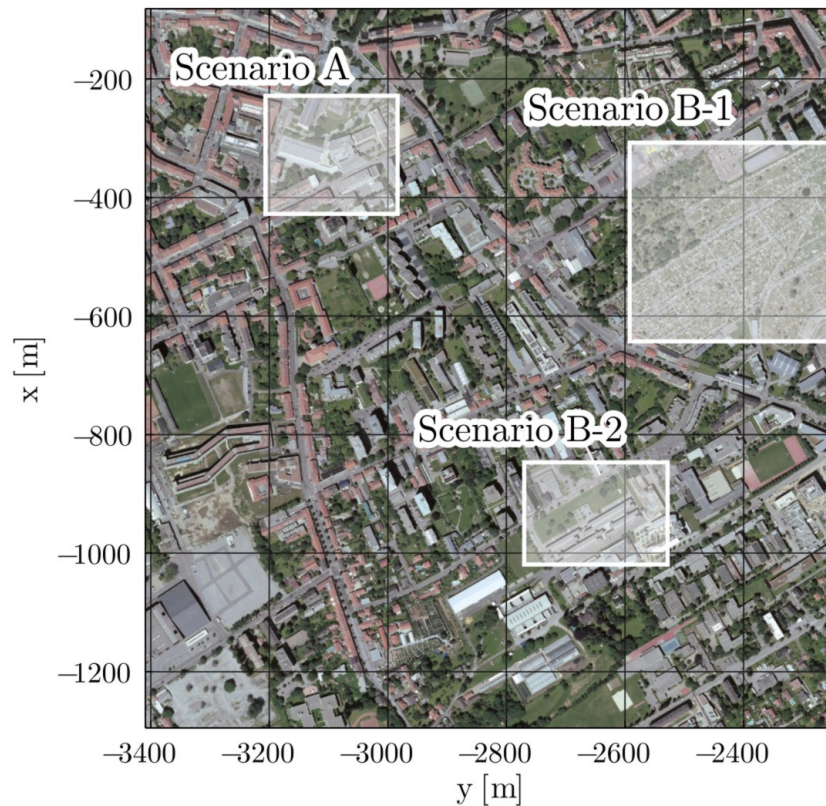 Scenario A
Scenario B-1
Scenario B-2
–200
–400
–600
–800
–1000
–1200
x [m]
–3400 –3200 –3000 –2800 –2600 –2400
y [m]